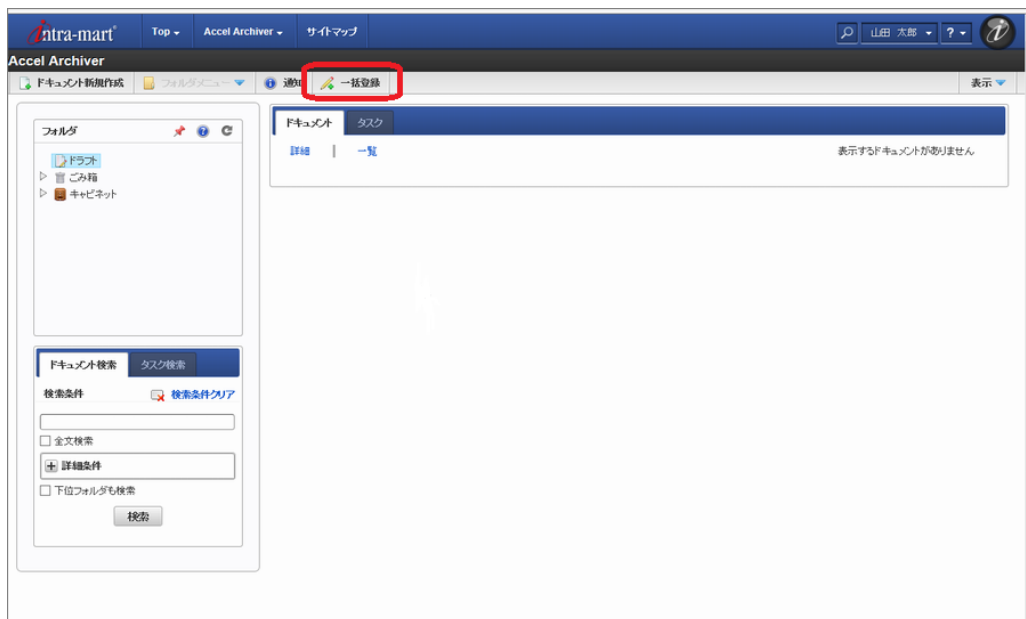 intra-mart Top Accel Archiver サイトマップ 山田 太郎 ?
Accel Archiver
ドキュメント新規作成 フォルダメニュー 通知 一括登録 表示
フォルダ
ドラフト
ごみ箱
キャビネット
ドキュメント タスク
詳細 | 一覧 表示するドキュメントがありません
ドキュメント検索 タスク検索
検索条件 検索条件クリア
全文検索
詳細条件
下位フォルダも検索
検索